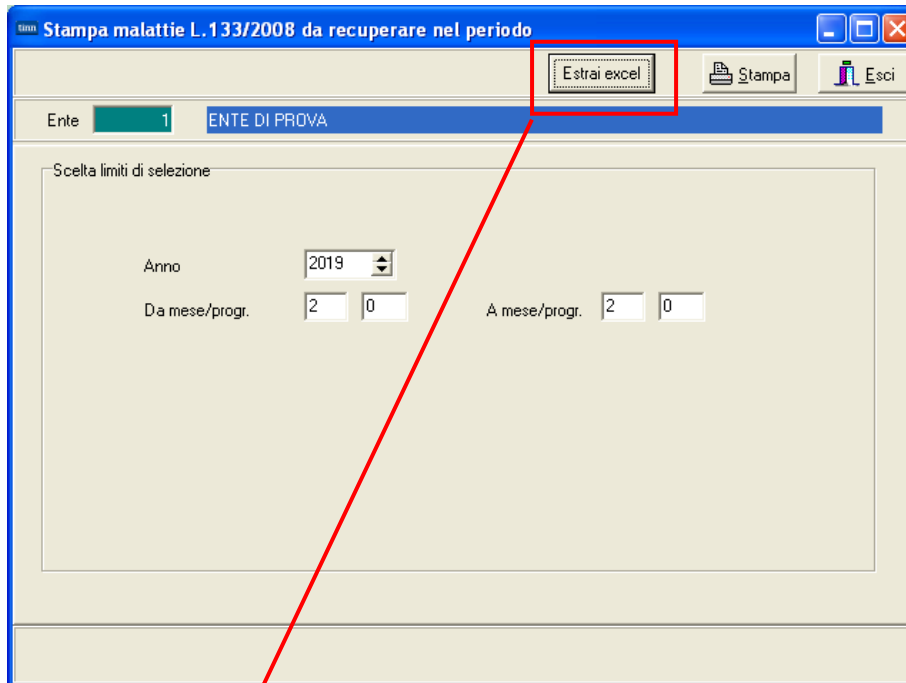 tinn Stampa malattie L.133/2008 da recuperare nel periodo
Estrai excel Stampa Esci
Ente 1 ENTE DI PROVA
Scelta limiti di selezione
Anno 2019
Da mese/progr. 2 0 A mese/progr. 2 0